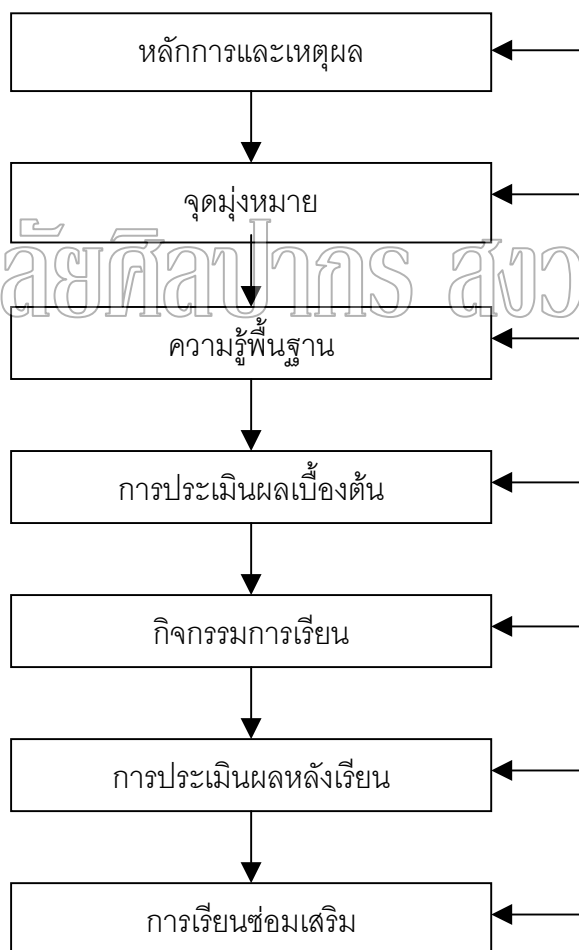 หลักการและเหตุผล
จุดมุ่งหมาย
ลัยศิลปากร สงว
ความรู้พื้นฐาน
การประเมินผลเบื้องต้น
กิจกรรมการเรียน
การประเมินผลหลังเรียน
การเรียนซ่อมเสริม